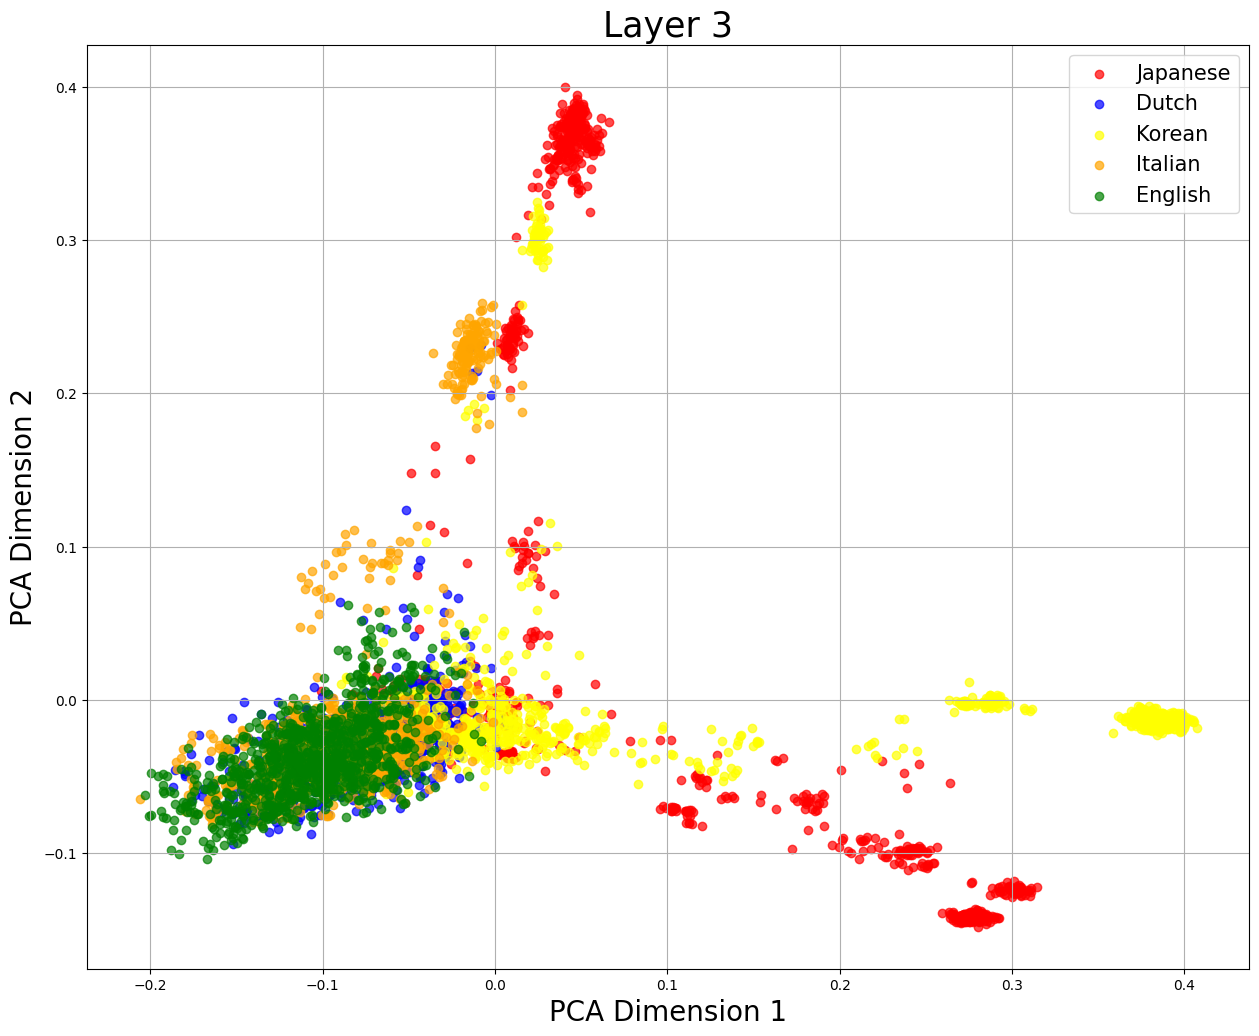 Layer 3
Japanese
Dutch
Korean
Italian
English
0.4
0.3
0.2
0.1
0.0
−0.1
PCA Dimension 2
−0.2
−0.1
0.0
0.1
0.2
0.3
0.4
PCA Dimension 1